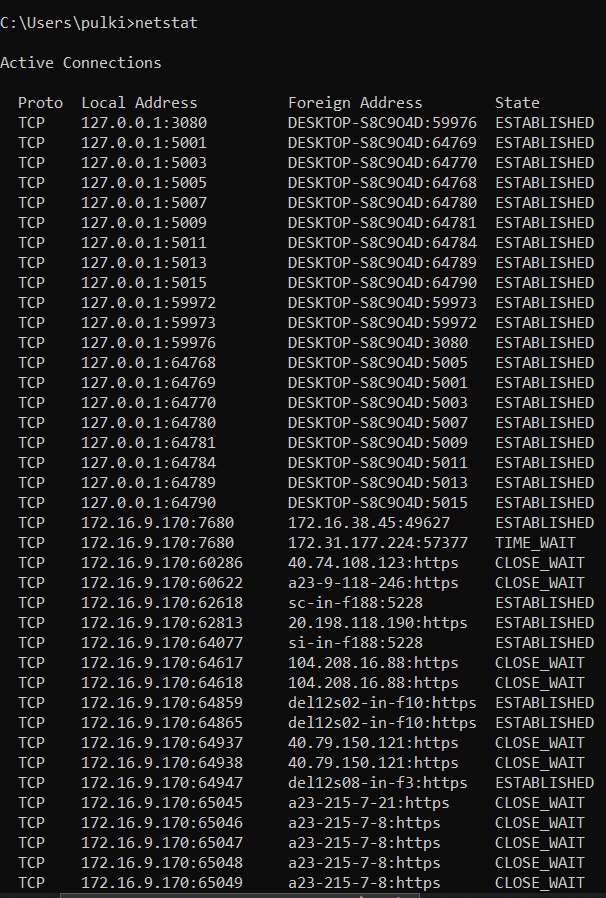 C:\Users\pulki>netstat
Active Connections
Proto  Local Address          Foreign Address        State
TCP    127.0.0.1:3080         DESKTOP-S8C9O4D:59976  ESTABLISHED
TCP    127.0.0.1:5001         DESKTOP-S8C9O4D:64769  ESTABLISHED
TCP    127.0.0.1:5003         DESKTOP-S8C9O4D:64770  ESTABLISHED
TCP    127.0.0.1:5005         DESKTOP-S8C9O4D:64768  ESTABLISHED
TCP    127.0.0.1:5007         DESKTOP-S8C9O4D:64780  ESTABLISHED
TCP    127.0.0.1:5009         DESKTOP-S8C9O4D:64781  ESTABLISHED
TCP    127.0.0.1:5011         DESKTOP-S8C9O4D:64784  ESTABLISHED
TCP    127.0.0.1:5013         DESKTOP-S8C9O4D:64789  ESTABLISHED
TCP    127.0.0.1:5015         DESKTOP-S8C9O4D:64790  ESTABLISHED
TCP    127.0.0.1:59972        DESKTOP-S8C9O4D:59973  ESTABLISHED
TCP    127.0.0.1:59973        DESKTOP-S8C9O4D:59972  ESTABLISHED
TCP    127.0.0.1:59976        DESKTOP-S8C9O4D:3080   ESTABLISHED
TCP    127.0.0.1:64768        DESKTOP-S8C9O4D:5005   ESTABLISHED
TCP    127.0.0.1:64769        DESKTOP-S8C9O4D:5001   ESTABLISHED
TCP    127.0.0.1:64770        DESKTOP-S8C9O4D:5003   ESTABLISHED
TCP    127.0.0.1:64780        DESKTOP-S8C9O4D:5007   ESTABLISHED
TCP    127.0.0.1:64781        DESKTOP-S8C9O4D:5009   ESTABLISHED
TCP    127.0.0.1:64784        DESKTOP-S8C9O4D:5011   ESTABLISHED
TCP    127.0.0.1:64789        DESKTOP-S8C9O4D:5013   ESTABLISHED
TCP    127.0.0.1:64790        DESKTOP-S8C9O4D:5015   ESTABLISHED
TCP    172.16.9.170:7680      172.16.38.45:49627     ESTABLISHED
TCP    172.16.9.170:7680      172.31.177.224:57377   TIME_WAIT
TCP    172.16.9.170:60286     40.74.108.123:https    CLOSE_WAIT
TCP    172.16.9.170:60622     a23-9-118-246:https    CLOSE_WAIT
TCP    172.16.9.170:62618     sc-in-f188:5228        ESTABLISHED
TCP    172.16.9.170:62813     20.198.118.190:https   ESTABLISHED
TCP    172.16.9.170:64077     si-in-f188:5228        ESTABLISHED
TCP    172.16.9.170:64617     104.208.16.88:https    CLOSE_WAIT
TCP    172.16.9.170:64618     104.208.16.88:https    CLOSE_WAIT
TCP    172.16.9.170:64859     del12s02-in-f10:https  ESTABLISHED
TCP    172.16.9.170:64865     del12s02-in-f10:https  ESTABLISHED
TCP    172.16.9.170:64937     40.79.150.121:https    CLOSE_WAIT
TCP    172.16.9.170:64938     40.79.150.121:https    CLOSE_WAIT
TCP    172.16.9.170:64947     del12s08-in-f3:https   ESTABLISHED
TCP    172.16.9.170:65045     a23-215-7-21:https     CLOSE_WAIT
TCP    172.16.9.170:65046     a23-215-7-8:https      CLOSE_WAIT
TCP    172.16.9.170:65047     a23-215-7-8:https      CLOSE_WAIT
TCP    172.16.9.170:65048     a23-215-7-8:https      CLOSE_WAIT
TCP    172.16.9.170:65049     a23-215-7-8:https      CLOSE_WAIT